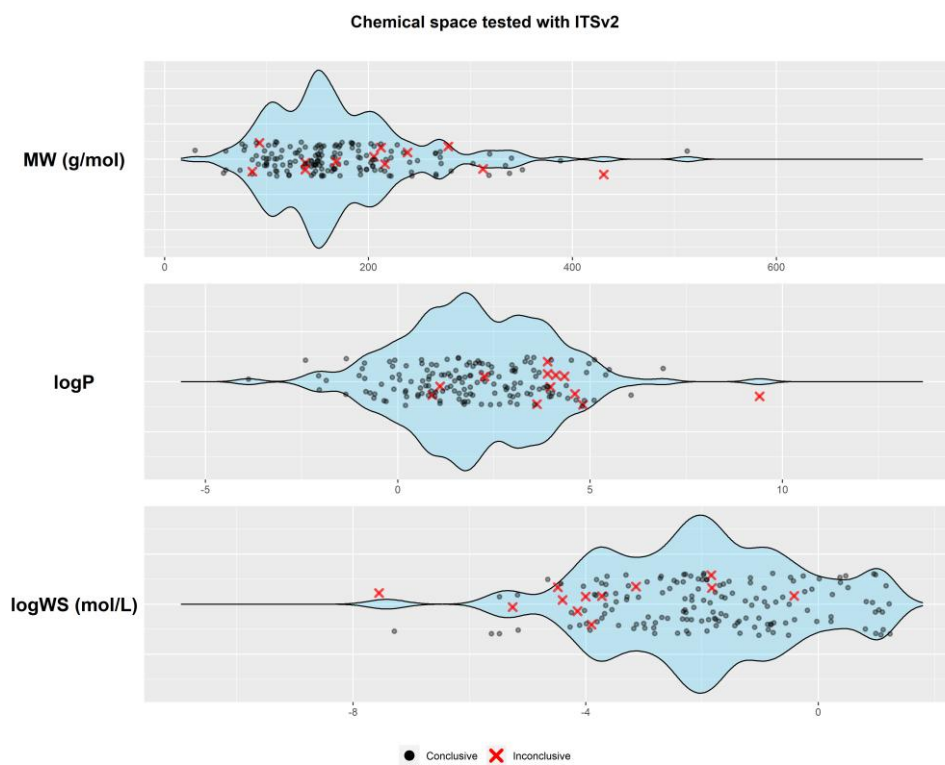 Chemical space tested with ITSv2
MW (g/mol)
0 200 400 600
logP
-5 0 5 10
logWS (mol/L)
-8 -4 0
Conclusive Inconclusive